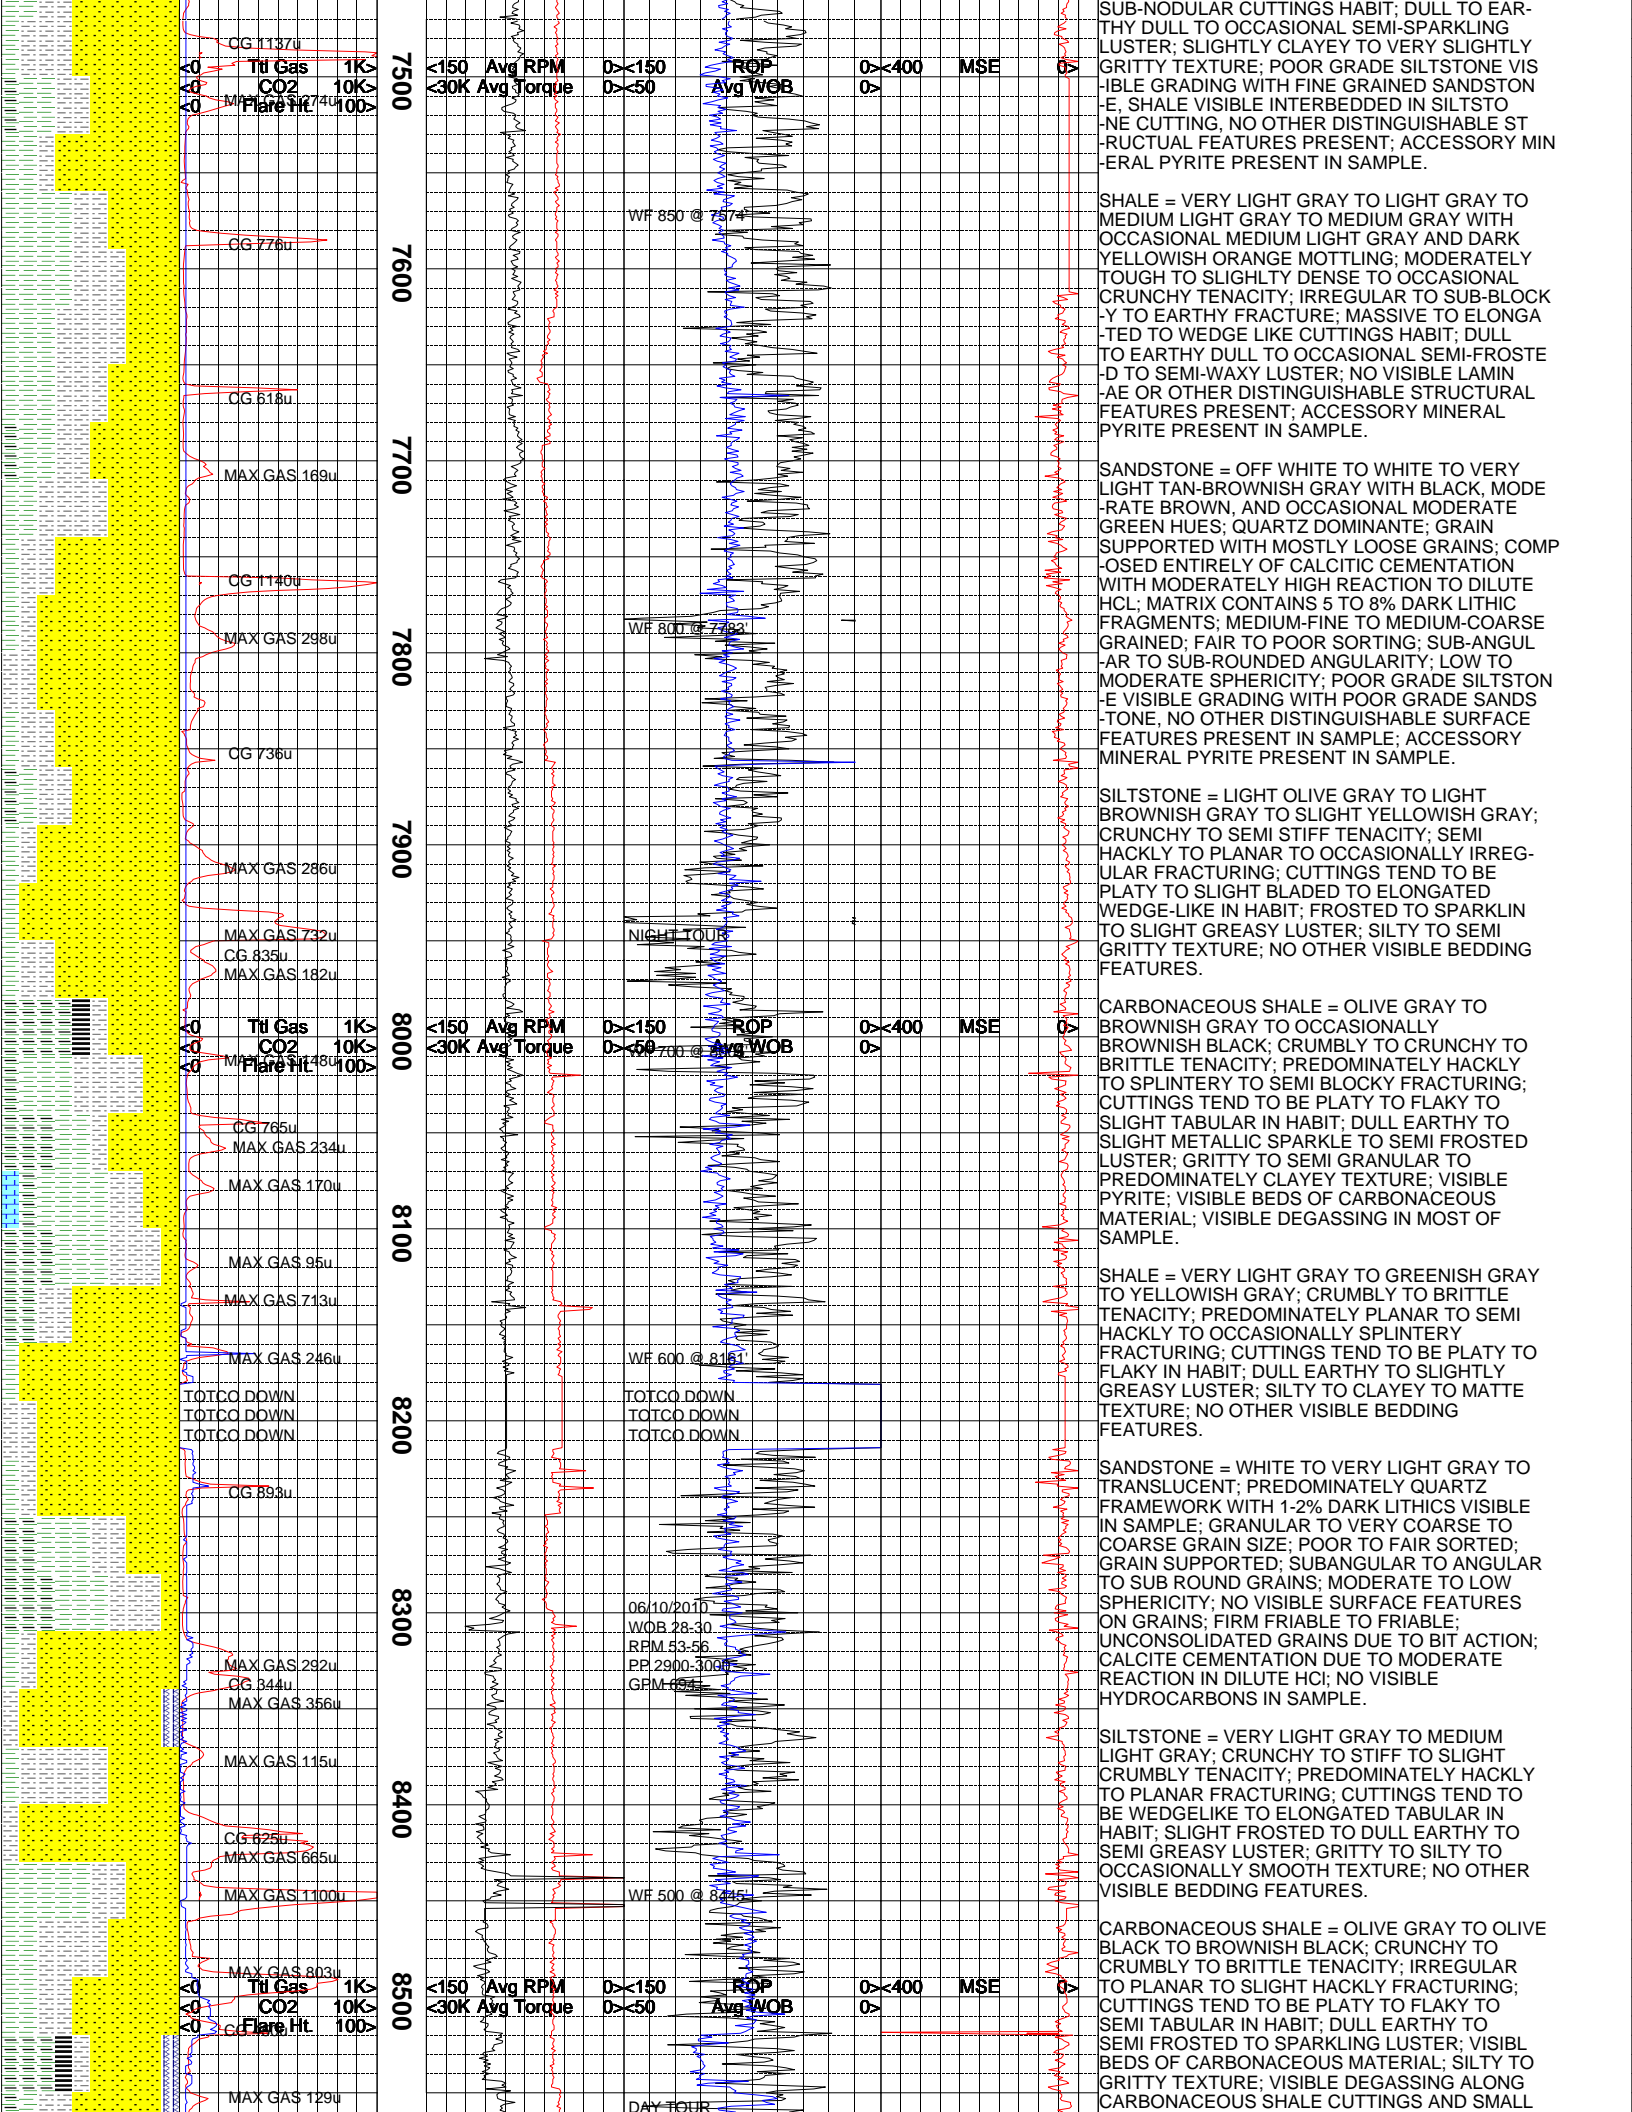 CG 1137u
<0 Ttl Gas 1K>
<0 CO2 10K>
<0 Flare Ht. 100>
MAX GAS 274u
7500
<150 Avg RPM 0>
<30K Avg Torque 0>
<150 ROP 0>
<50 Avg WOB 0>
<400 MSE 0>
WF 850 @ 7574'
CG 776u
7600
CG 618u
7700
MAX GAS 169u
CG 1140u
WF 800 @ 7783'
MAX GAS 298u
7800
CG 736u
7900
MAX GAS 286u
MAX GAS 732u
NIGHT TOUR
CG 835u
MAX GAS 182u
<0 Ttl Gas 1K>
<0 CO2 10K>
<0 Flare Ht. 100>
MAX GAS 148u
8000
<150 Avg RPM 0>
<30K Avg Torque 0>
<150 ROP 0>
<50 Avg WOB 0>
<400 MSE 0>
WF 700 @
CG 765u
MAX GAS 234u
MAX GAS 170u
8100
MAX GAS 95u
MAX GAS 713u
MAX GAS 246u
WF 600 @ 8161'
TOTCO DOWN
TOTCO DOWN
TOTCO DOWN
TOTCO DOWN
TOTCO DOWN
TOTCO DOWN
8200
CG 893u
8300
06/10/2010
WOB 28-30
RPM 53-56
PP 2900-3000
GPM 694
MAX GAS 292u
CG 344u
MAX GAS 356u
MAX GAS 115u
8400
CG 625u
MAX GAS 665u
MAX GAS 1100u
WF 500 @ 8445'
MAX GAS 803u
<0 Ttl Gas 1K>
<0 CO2 10K>
<0 Flare Ht. 100>
CG
8500
<150 Avg RPM 0>
<30K Avg Torque 0>
<150 ROP 0>
<50 Avg WOB 0>
<400 MSE 0>
MAX GAS 129u
DAY TOUR
SUB-NODULAR CUTTINGS HABIT; DULL TO EAR-
THY DULL TO OCCASIONAL SEMI-SPARKLING
LUSTER; SLIGHTLY CLAYEY TO VERY SLIGHTLY
GRITTY TEXTURE; POOR GRADE SILTSTONE VIS
-IBLE GRADING WITH FINE GRAINED SANDSTON
-E, SHALE VISIBLE INTERBEDDED IN SILTSTO
-NE CUTTING, NO OTHER DISTINGUISHABLE ST
-RUCTUAL FEATURES PRESENT; ACCESSORY MIN
-ERAL PYRITE PRESENT IN SAMPLE.
SHALE = VERY LIGHT GRAY TO LIGHT GRAY TO
MEDIUM LIGHT GRAY TO MEDIUM GRAY WITH
OCCASIONAL MEDIUM LIGHT GRAY AND DARK
YELLOWISH ORANGE MOTTLING; MODERATELY
TOUGH TO SLIGHLTY DENSE TO OCCASIONAL
CRUNCHY TENACITY; IRREGULAR TO SUB-BLOCK
-Y TO EARTHY FRACTURE; MASSIVE TO ELONGA
-TED TO WEDGE LIKE CUTTINGS HABIT; DULL
TO EARTHY DULL TO OCCASIONAL SEMI-FROSTE
-D TO SEMI-WAXY LUSTER; NO VISIBLE LAMIN
-AE OR OTHER DISTINGUISHABLE STRUCTURAL
FEATURES PRESENT; ACCESSORY MINERAL
PYRITE PRESENT IN SAMPLE.
SANDSTONE = OFF WHITE TO WHITE TO VERY
LIGHT TAN-BROWNISH GRAY WITH BLACK, MODE
-RATE BROWN, AND OCCASIONAL MODERATE
GREEN HUES; QUARTZ DOMINANTE; GRAIN
SUPPORTED WITH MOSTLY LOOSE GRAINS; COMP
-OSED ENTIRELY OF CALCITIC CEMENTATION
WITH MODERATELY HIGH REACTION TO DILUTE
HCL; MATRIX CONTAINS 5 TO 8% DARK LITHIC
FRAGMENTS; MEDIUM-FINE TO MEDIUM-COARSE
GRAINED; FAIR TO POOR SORTING; SUB-ANGUL
-AR TO SUB-ROUNDED ANGULARITY; LOW TO
MODERATE SPHERICITY; POOR GRADE SILTSTON
-E VISIBLE GRADING WITH POOR GRADE SANDS
-TONE, NO OTHER DISTINGUISHABLE SURFACE
FEATURES PRESENT IN SAMPLE; ACCESSORY
MINERAL PYRITE PRESENT IN SAMPLE.
SILTSTONE = LIGHT OLIVE GRAY TO LIGHT
BROWNISH GRAY TO SLIGHT YELLOWISH GRAY;
CRUNCHY TO SEMI STIFF TENACITY; SEMI
HACKLY TO PLANAR TO OCCASIONALLY IRREG-
ULAR FRACTURING; CUTTINGS TEND TO BE
PLATY TO SLIGHT BLADED TO ELONGATED
WEDGE-LIKE IN HABIT; FROSTED TO SPARKLIN
TO SLIGHT GREASY LUSTER; SILTY TO SEMI
GRITTY TEXTURE; NO OTHER VISIBLE BEDDING
FEATURES.
CARBONACEOUS SHALE = OLIVE GRAY TO
BROWNISH GRAY TO OCCASIONALLY
BROWNISH BLACK; CRUMBLY TO CRUNCHY TO
BRITTLE TENACITY; PREDOMINATELY HACKLY
TO SPLINTERY TO SEMI BLOCKY FRACTURING;
CUTTINGS TEND TO BE PLATY TO FLAKY TO
SLIGHT TABULAR IN HABIT; DULL EARTHY TO
SLIGHT METALLIC SPARKLE TO SEMI FROSTED
LUSTER; GRITTY TO SEMI GRANULAR TO
PREDOMINATELY CLAYEY TEXTURE; VISIBLE
PYRITE; VISIBLE BEDS OF CARBONACEOUS
MATERIAL; VISIBLE DEGASSING IN MOST OF
SAMPLE.
SHALE = VERY LIGHT GRAY TO GREENISH GRAY
TO YELLOWISH GRAY; CRUMBLY TO BRITTLE
TENACITY; PREDOMINATELY PLANAR TO SEMI
HACKLY TO OCCASIONALLY SPLINTERY
FRACTURING; CUTTINGS TEND TO BE PLATY TO
FLAKY IN HABIT; DULL EARTHY TO SLIGHTLY
GREASY LUSTER; SILTY TO CLAYEY TO MATTE
TEXTURE; NO OTHER VISIBLE BEDDING
FEATURES.
SANDSTONE = WHITE TO VERY LIGHT GRAY TO
TRANSLUCENT; PREDOMINATELY QUARTZ
FRAMEWORK WITH 1-2% DARK LITHICS VISIBLE
IN SAMPLE; GRANULAR TO VERY COARSE TO
COARSE GRAIN SIZE; POOR TO FAIR SORTED;
GRAIN SUPPORTED; SUBANGULAR TO ANGULAR
TO SUB ROUND GRAINS; MODERATE TO LOW
SPHERICITY; NO VISIBLE SURFACE FEATURES
ON GRAINS; FIRM FRIABLE TO FRIABLE;
UNCONSOLIDATED GRAINS DUE TO BIT ACTION;
CALCITE CEMENTATION DUE TO MODERATE
REACTION IN DILUTE HCl; NO VISIBLE
HYDROCARBONS IN SAMPLE.
SILTSTONE = VERY LIGHT GRAY TO MEDIUM
LIGHT GRAY; CRUNCHY TO STIFF TO SLIGHT
CRUMBLY TENACITY; PREDOMINATELY HACKLY
TO PLANAR FRACTURING; CUTTINGS TEND TO
BE WEDGELIKE TO ELONGATED TABULAR IN
HABIT; SLIGHT FROSTED TO DULL EARTHY TO
SEMI GREASY LUSTER; GRITTY TO SILTY TO
OCCASIONALLY SMOOTH TEXTURE; NO OTHER
VISIBLE BEDDING FEATURES.
CARBONACEOUS SHALE = OLIVE GRAY TO OLIVE
BLACK TO BROWNISH BLACK; CRUNCHY TO
CRUMBLY TO BRITTLE TENACITY; IRREGULAR
TO PLANAR TO SLIGHT HACKLY FRACTURING;
CUTTINGS TEND TO BE PLATY TO FLAKY TO
SEMI TABULAR IN HABIT; DULL EARTHY TO
SEMI FROSTED TO SPARKLING LUSTER; VISIBL
BEDS OF CARBONACEOUS MATERIAL; SILTY TO
GRITTY TEXTURE; VISIBLE DEGASSING ALONG
CARBONACEOUS SHALE CUTTINGS AND SMALL